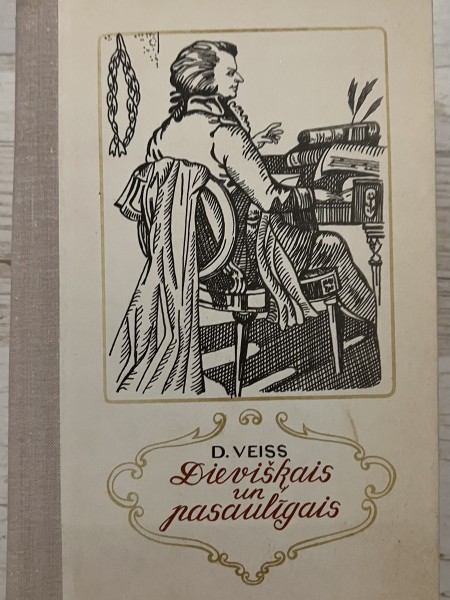 D. VEISS
Dievišķais
un
pasaulīgais